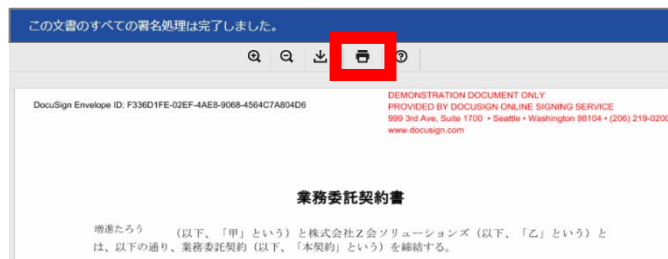 この文書のすべての署名処理は完了しました。
DocuSign Envelope ID: F336D1FE-02EF-4AE8-9068-4564C7A804D6
DEMONSTRATION DOCUMENT ONLY
PROVIDED BY DOCUSIGN ONLINE SIGNING SERVICE
999 3rd Ave, Suite 1700 • Seattle • Washington 98104 • (206) 219-0200
www.docusign.com
業務委託契約書
増進たろう (以下、「甲」という) と株式会社Z会ソリューションズ (以下、「乙」という) と
は、以下の通り、業務委託契約 (以下、「本契約」という) を締結する。